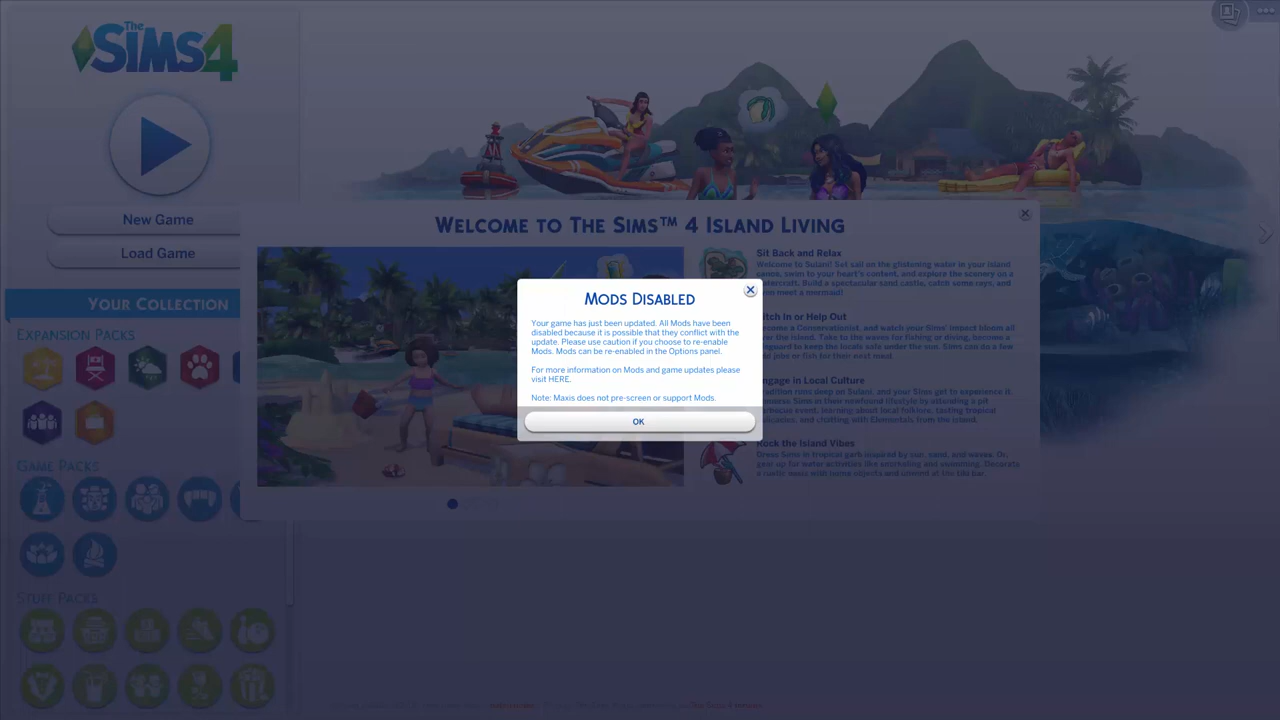 The
SiMS 4
New Game
Load Game
YOUR COLLECTION
EXPANSION PACKS
GAME PACKS
STUFF PACKS
WELCOME TO THE SIMS™ 4 ISLAND LIVING
Sit Back and Relax
Welcome to Sulani! Set sail on the glistening water in your island
canoe, swim to your heart's content, and explore the scenery on a
watercraft. Build a spectacular sand castle, catch some rays, and
even meet a mermaid!
Pitch In or Help Out
Become a Conservationist, and watch your Sims' impact bloom all
over the island. Take to the waves for fishing or diving, become a
lifeguard to keep the locals safe under the sun. Sims can do a few
odd jobs or fish for their next meal.
Engage in Local Culture
Tradition runs deep on Sulani, and your Sims get to experience it.
Immerse Sims in their newfound lifestyle by attending a pit
barbecue event, learning about local folklore, tasting tropical
delicacies, and chatting with Elementals from the island.
Rock the Island Vibes
Dress Sims in tropical garb inspired by sun, sand, and waves. Or,
gear up for water activities like snorkeling and swimming. Decorate
a rustic oasis with some objects and unwind at the tiki bar.
MODS DISABLED
Your game has just been updated. All Mods have been
disabled because it is possible that they conflict with the
update. Please use caution if you choose to re-enable
Mods. Mods can be re-enabled in the Options panel.
For more information on Mods and game updates please
visit HERE.
Note: Maxis does not pre-screen or support Mods.
OK